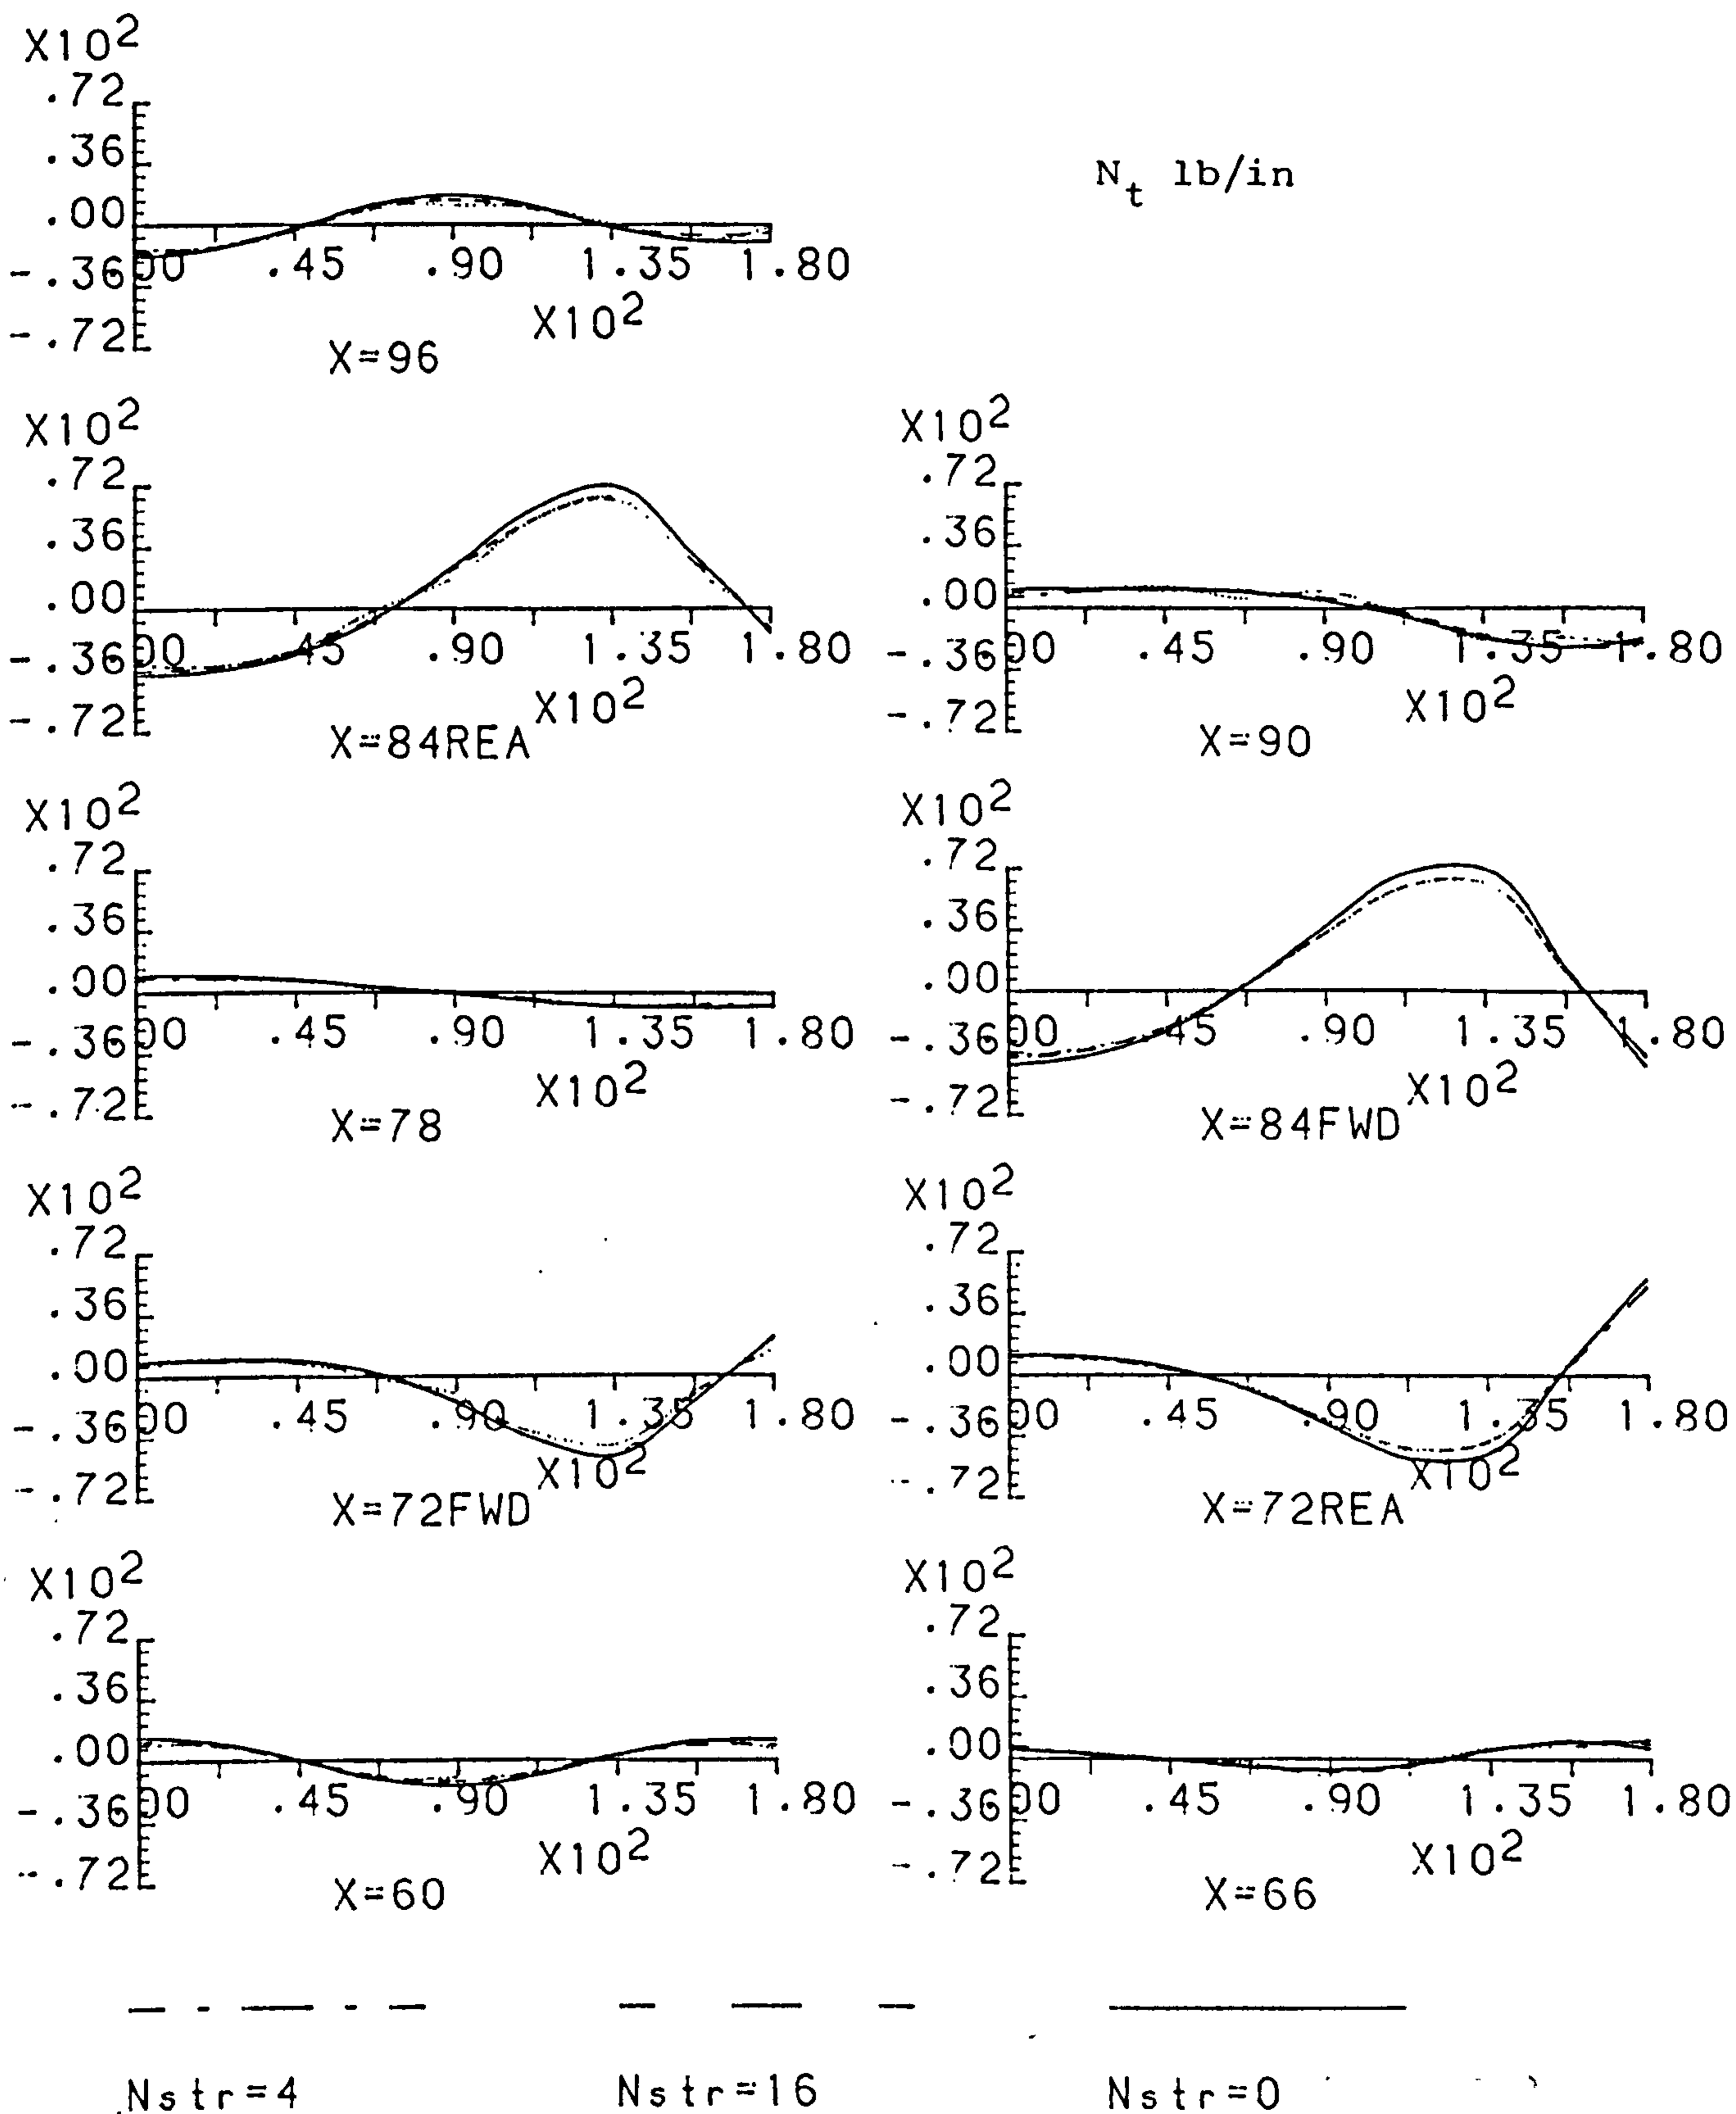 X10²
.72
.36
.00
-.36
-.72
.00 .45 .90 1.35 1.80
X10²
X=96
N_t lb/in
X10²
.72
.36
.00
-.36
-.72
.00 .45 .90 1.35 1.80
X10²
X=84REA
X10²
.72
.36
.00
-.36
-.72
.00 .45 .90 1.35 1.80
X10²
X=90
X10²
.72
.36
.00
-.36
-.72
.00 .45 .90 1.35 1.80
X10²
X=78
X10²
.72
.36
.00
-.36
-.72
.00 .45 .90 1.35 1.80
X10²
X=84FWD
X10²
.72
.36
.00
-.36
-.72
.00 .45 .90 1.35 1.80
X10²
X=72FWD
X10²
.72
.36
.00
-.36
-.72
.00 .45 .90 1.35 1.80
X10²
X=72REA
X10²
.72
.36
.00
-.36
-.72
.00 .45 .90 1.35 1.80
X10²
X=60
X10²
.72
.36
.00
-.36
-.72
.00 .45 .90 1.35 1.80
X10²
X=66
Nstr=4 Nstr=16 Nstr=0